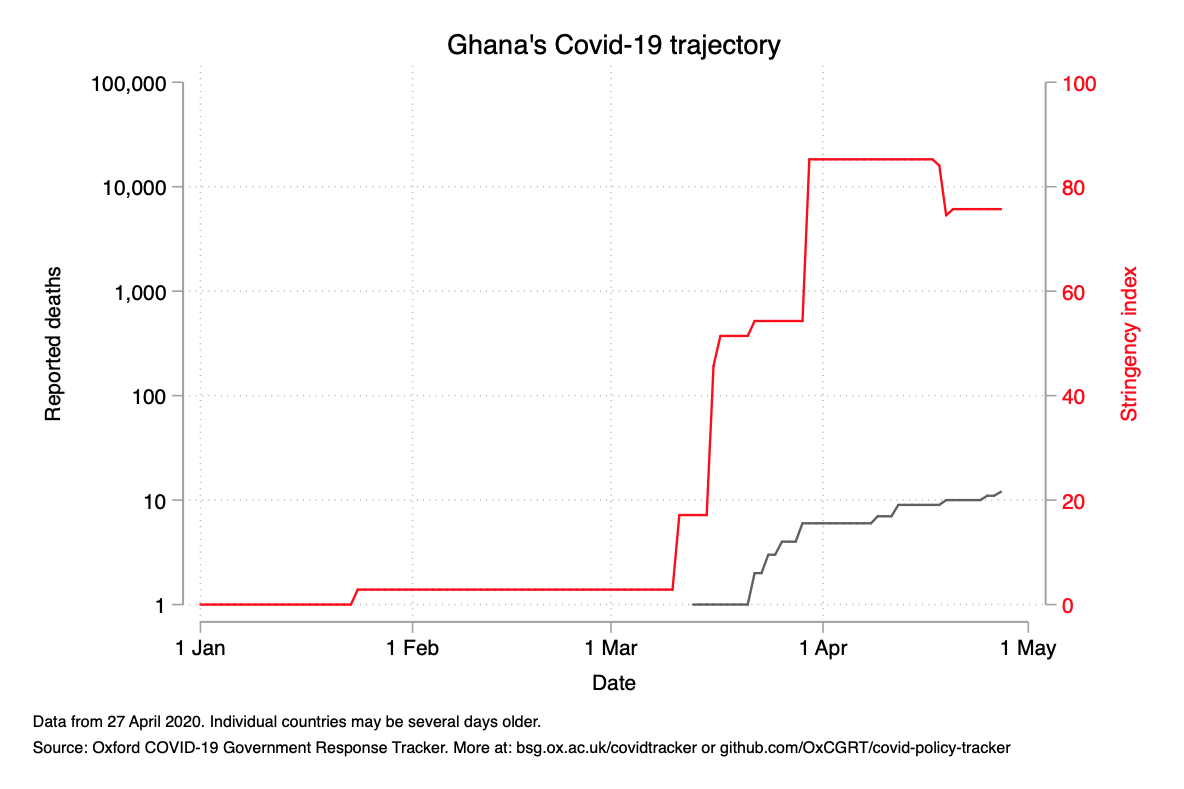 Ghana's Covid-19 trajectory
100,000
10,000
1,000
100
10
1
Reported deaths
100
80
60
40
20
0
Stringency index
1 Jan
1 Feb
1 Mar
1 Apr
1 May
Date
Data from 27 April 2020. Individual countries may be several days older.
Source: Oxford COVID-19 Government Response Tracker. More at: bsg.ox.ac.uk/covidtracker or github.com/OxCGRT/covid-policy-tracker